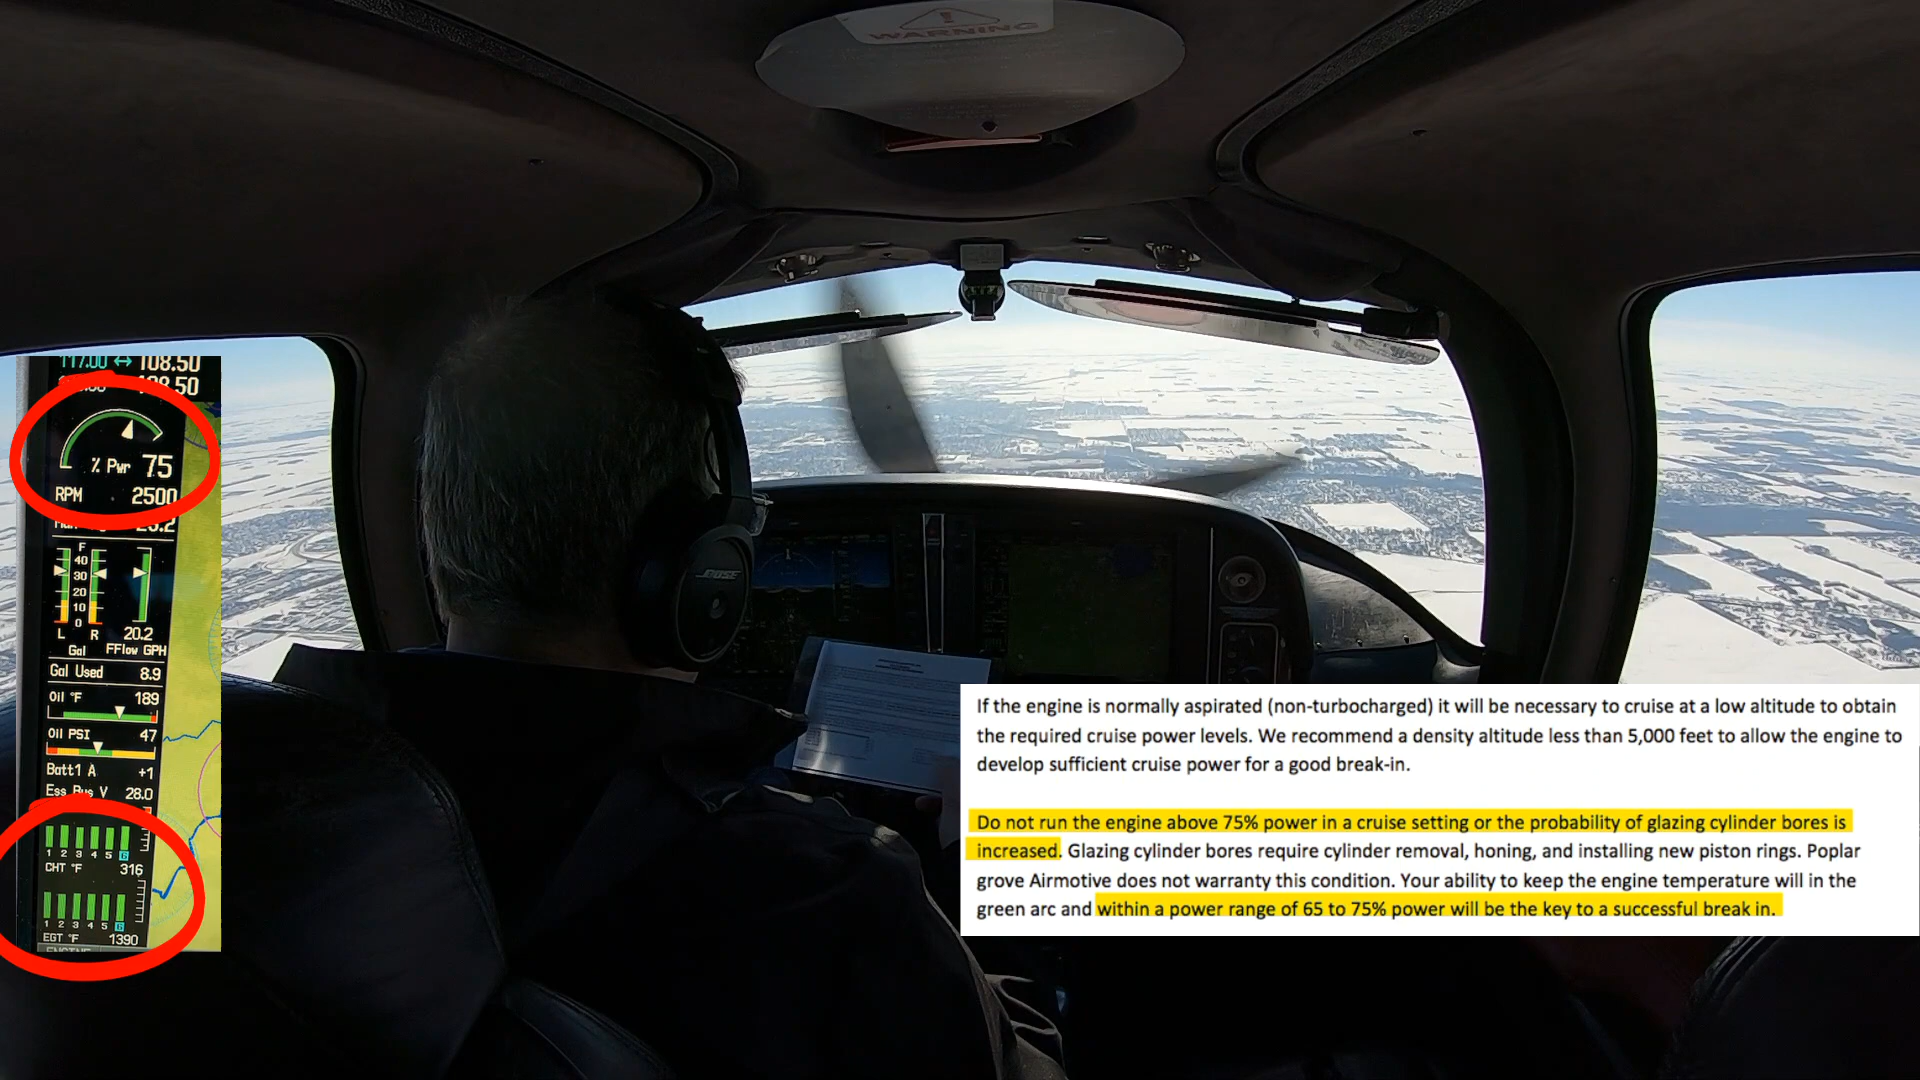 WARNING
117.00 ↔ 108.50
% Pwr 75
RPM 2500
F
40
30
20
10
0
L R 20.2
Gal FFlow GPH
Gal Used 8.9
Oil °F 189
Oil PSI 47
Batt1 A +1
Ess Bus V 28.0
1 2 3 4 5 6
CHT °F 316
1 2 3 4 5 6
EGT °F 1390
BOSE
If the engine is normally aspirated (non-turbocharged) it will be necessary to cruise at a low altitude to obtain
the required cruise power levels. We recommend a density altitude less than 5,000 feet to allow the engine to
develop sufficient cruise power for a good break-in.
Do not run the engine above 75% power in a cruise setting or the probability of glazing cylinder bores is
increased. Glazing cylinder bores require cylinder removal, honing, and installing new piston rings. Poplar
grove Airmotive does not warranty this condition. Your ability to keep the engine temperature will in the
green arc and within a power range of 65 to 75% power will be the key to a successful break in.